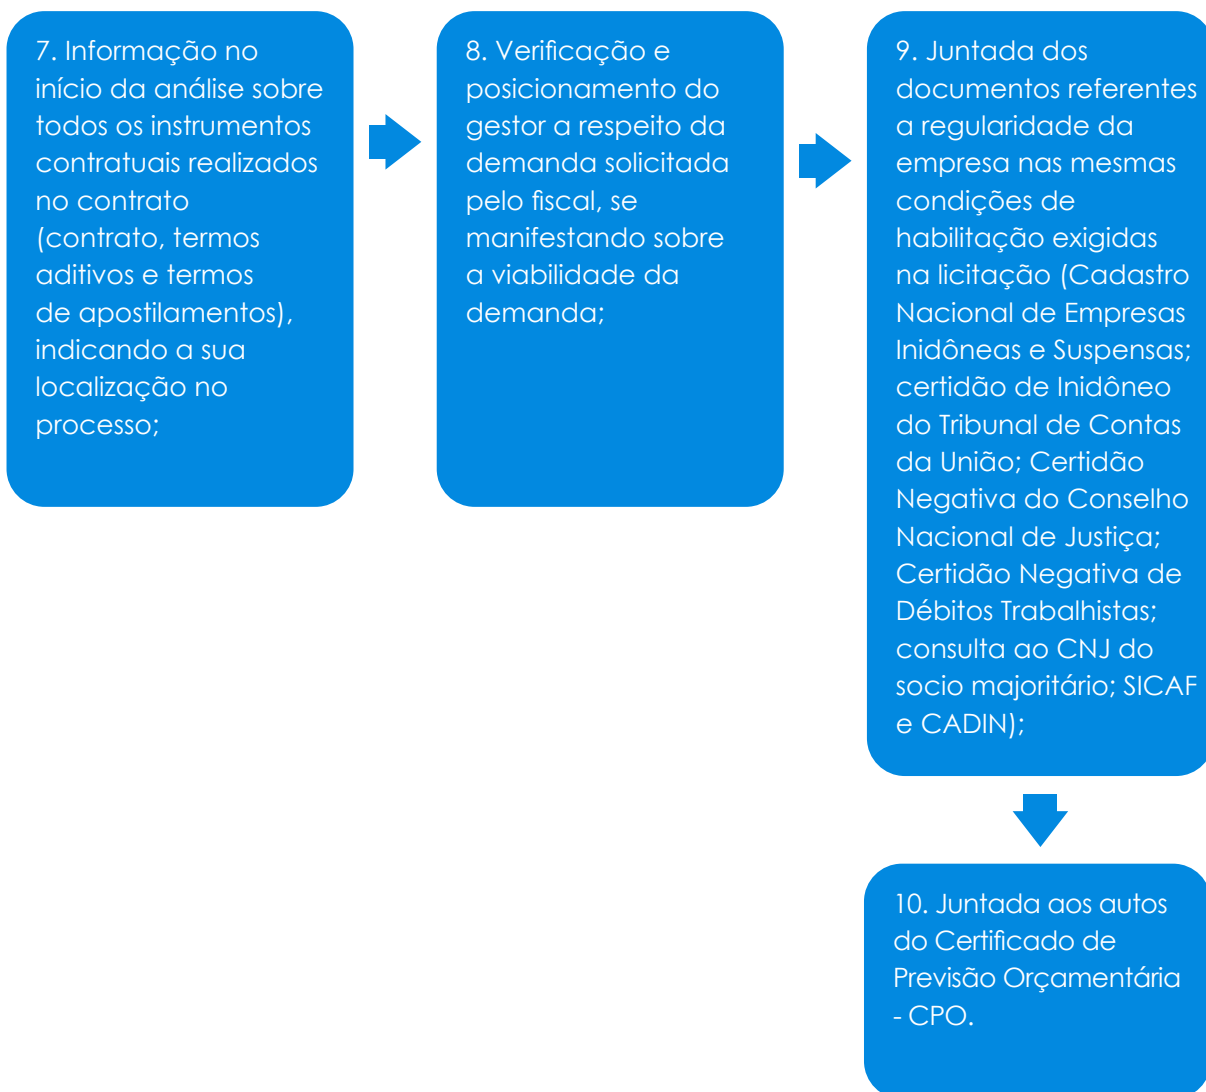 7. Informação no
início da análise sobre
todos os instrumentos
contratuais realizados
no contrato
(contrato, termos
aditivos e termos
de apostilamentos),
indicando a sua
localização no
processo;
8. Verificação e
posicionamento do
gestor a respeito da
demanda solicitada
pelo fiscal, se
manifestando sobre
a viabilidade da
demanda;
9. Juntada dos
documentos referentes
a regularidade da
empresa nas mesmas
condições de
habilitação exigidas
na licitação (Cadastro
Nacional de Empresas
Inidôneas e Suspensas;
certidão de Inidôneo
do Tribunal de Contas
da União; Certidão
Negativa do Conselho
Nacional de Justiça;
Certidão Negativa de
Débitos Trabalhistas;
consulta ao CNJ do
socio majoritário; SICAF
e CADIN);
10. Juntada aos autos
do Certificado de
Previsão Orçamentária
- CPO.